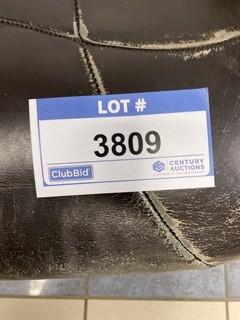 LOT #
3809
ClubBid
CENTURY
AUCTIONS